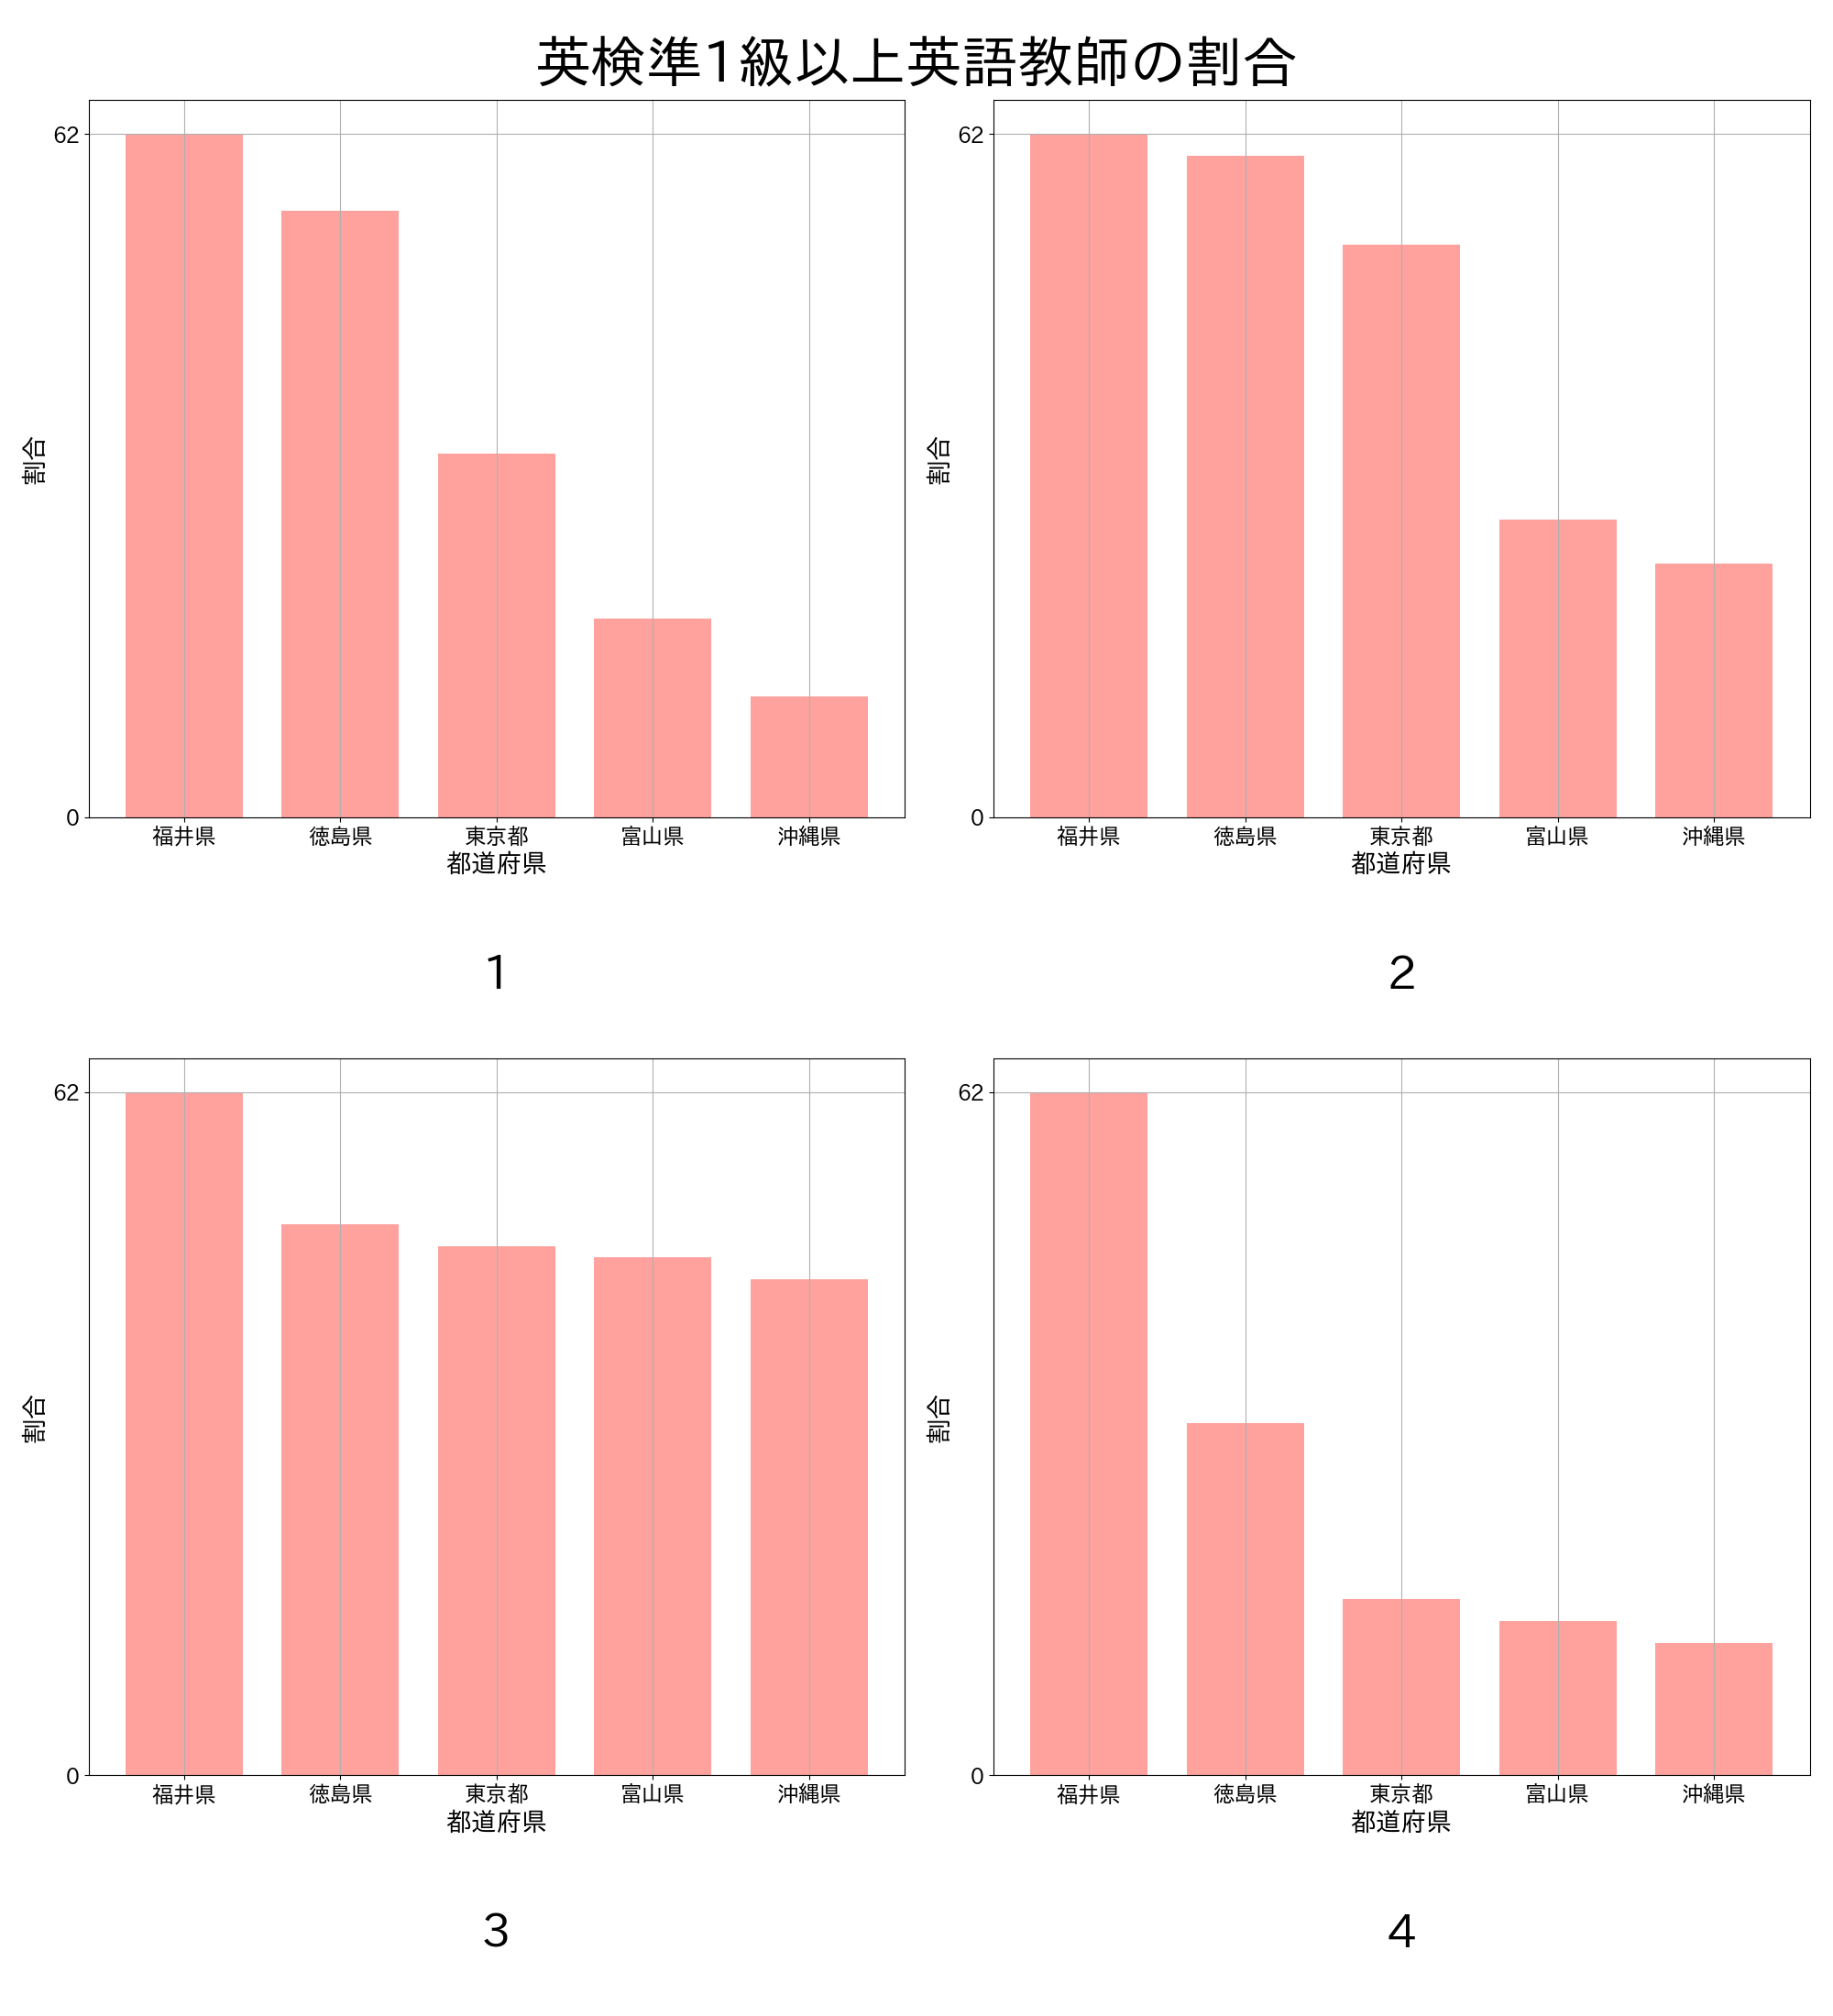 英検準1級以上英語教師の割合
62
0
割合
福井県 徳島県 東京都 富山県 沖縄県
都道府県
1
62
0
割合
福井県 徳島県 東京都 富山県 沖縄県
都道府県
2
62
0
割合
福井県 徳島県 東京都 富山県 沖縄県
都道府県
3
62
0
割合
福井県 徳島県 東京都 富山県 沖縄県
都道府県
4